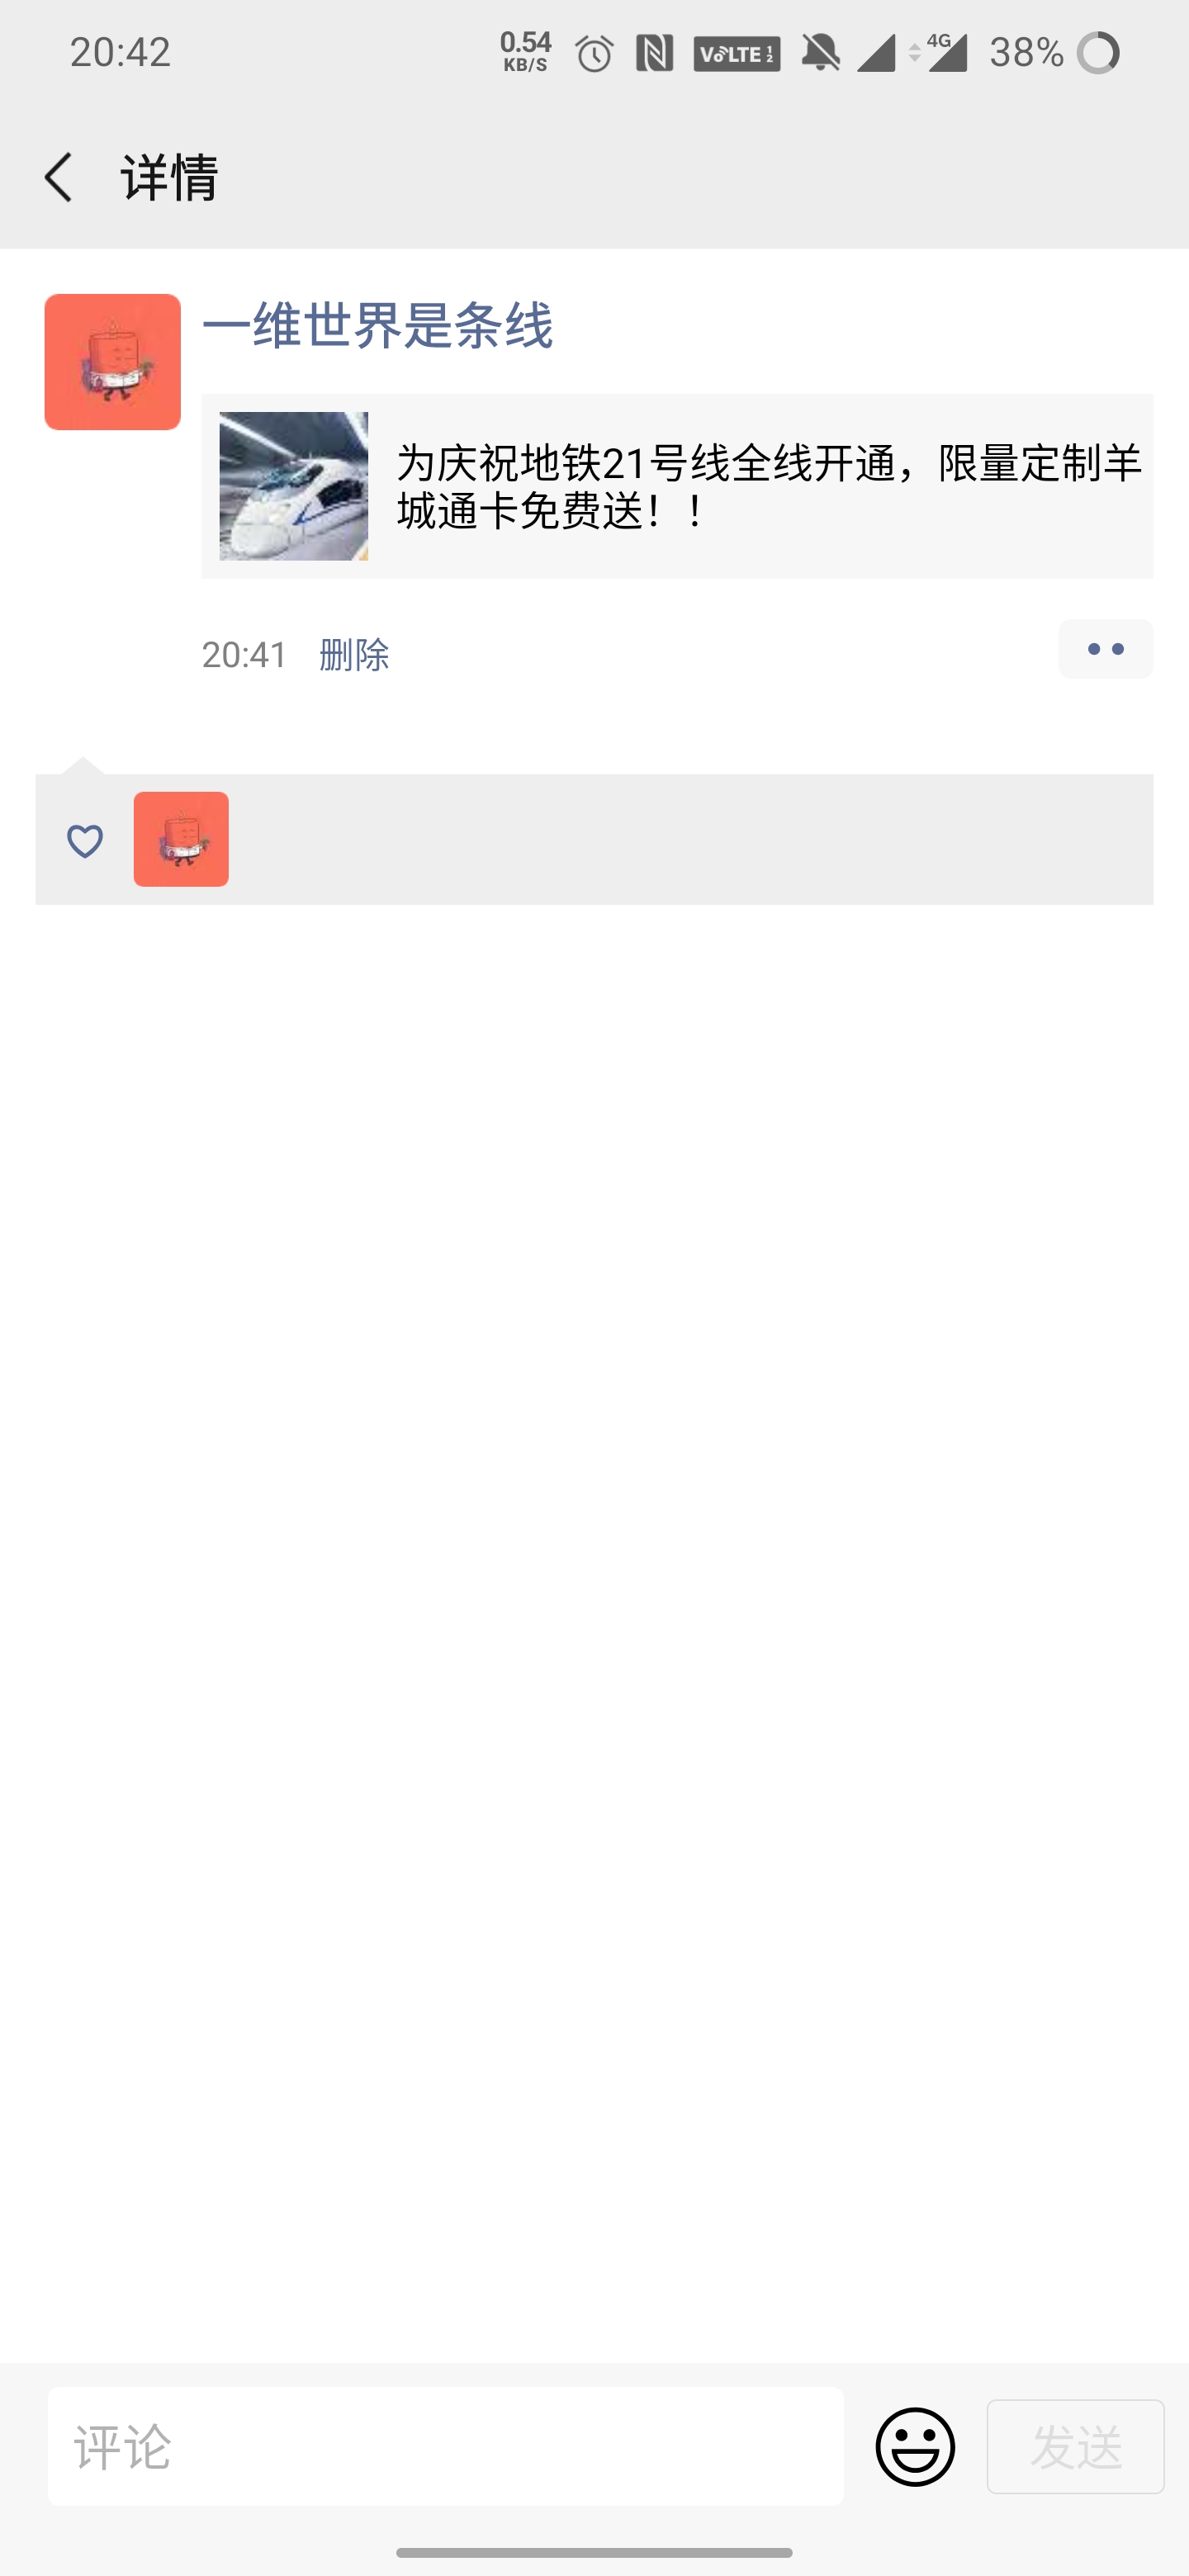 20:42
0.54
KB/S
VoLTE 1 2
4G
38%
详情
一维世界是条线
为庆祝地铁21号线全线开通，限量定制羊
城通卡免费送！！
20:41 删除
评论
发送